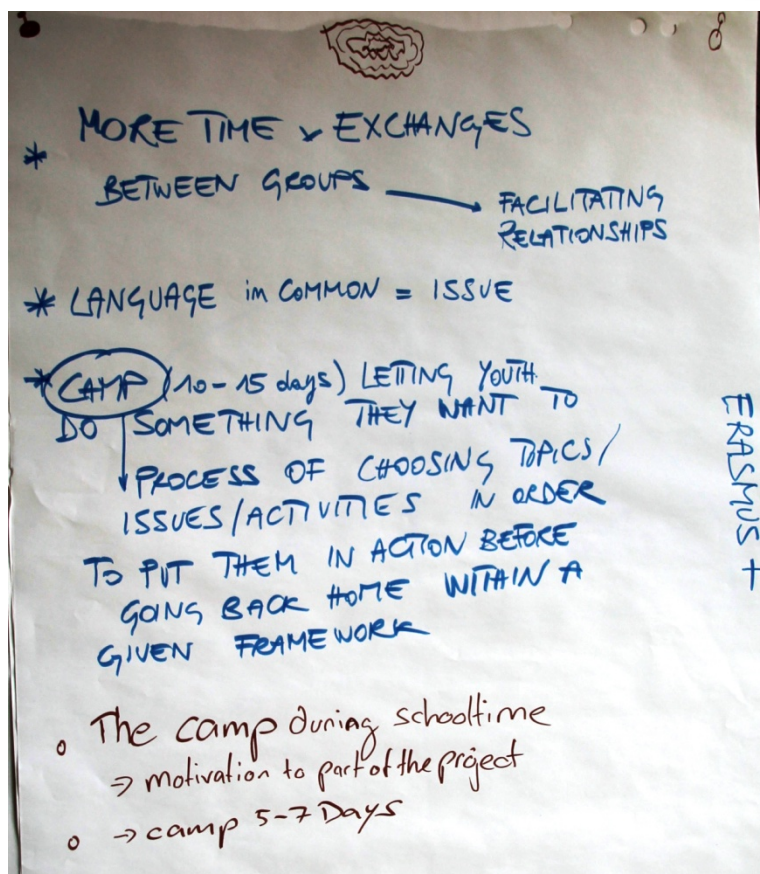 MORE TIME & EXCHANGES
* BETWEEN GROUPS → FACILITATING
RELATIONSHIPS
* LANGUAGE in COMMON = ISSUE
* CAMP (10-15 days) LETTING YOUTH
DO SOMETHING THEY WANT TO
↓ PROCESS OF CHOOSING TOPICS/
ISSUES/ACTIVITIES IN ORDER
TO PUT THEM IN ACTION BEFORE
GOING BACK HOME WITHIN A
GIVEN FRAMEWORK
ERASMUS +
o The camp during schooltime
→ motivation to part of the project
o → camp 5-7 Days